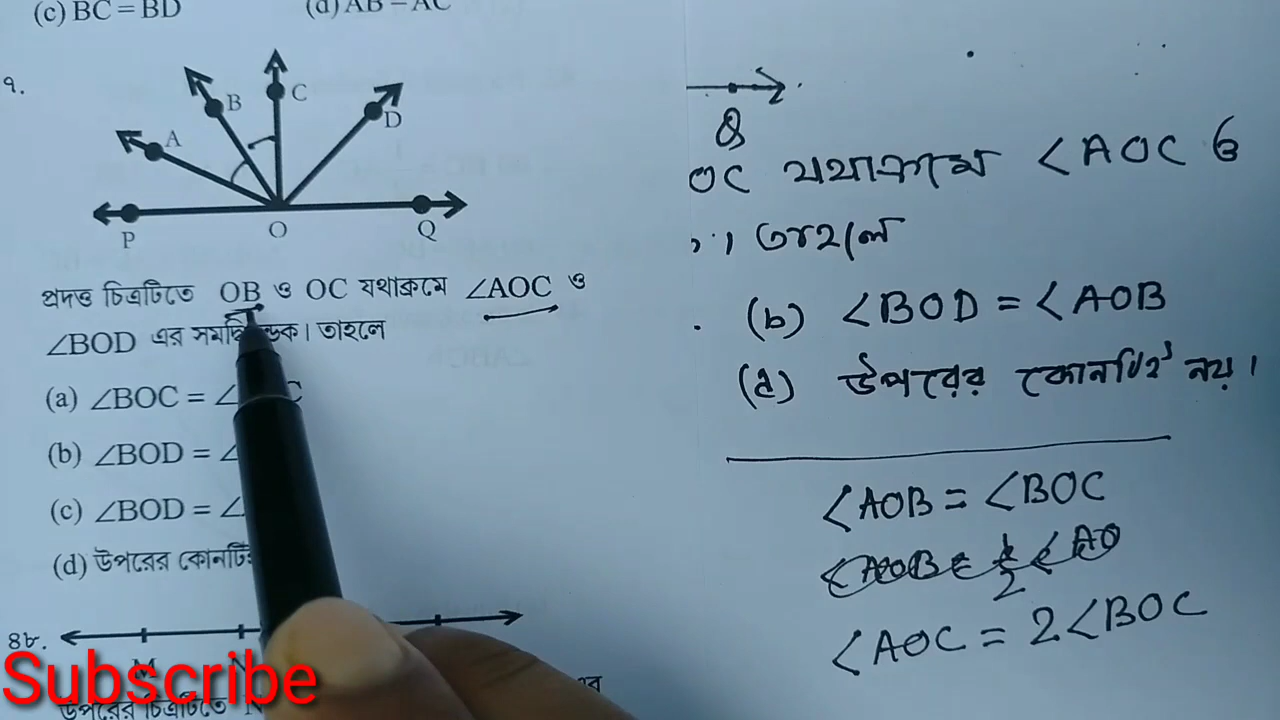 (c) BC = BD
(d) AB = AC
৭.
A
B
C
D
P
O
Q
প্রদত্ত চিত্রটিতে OB ও OC যথাক্রমে ∠AOC ও
∠BOD এর সমদ্বিখণ্ডক। তাহলে
(a) ∠BOC = ∠
(b) ∠BOD = ∠
(c) ∠BOD = ∠
(d) উপরের কোনটিই
৪৮.
M
N
উপরের চিত্রটিতে N
Subscribe
Q
OC যথাক্রমে ∠AOC ও
। তাহলে
(b) ∠BOD = ∠AOB
(d) উপরের কোনটিই নয়।
∠AOB = ∠BOC
∠AOC = 2∠BOC